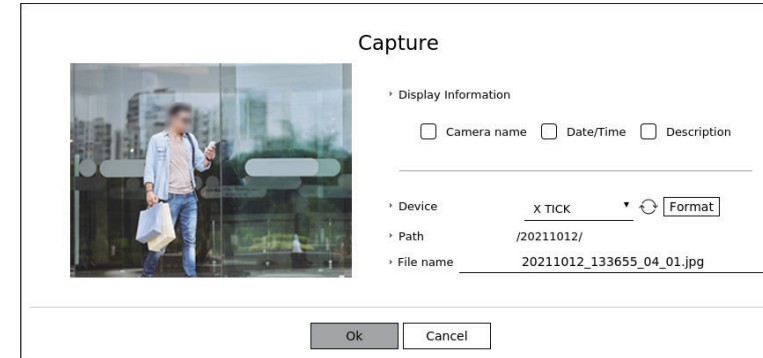 Capture
Display Information
Camera name Date/Time Description
Device X TICK Format
Path /20211012/
File name 20211012_133655_04_01.jpg
Ok Cancel